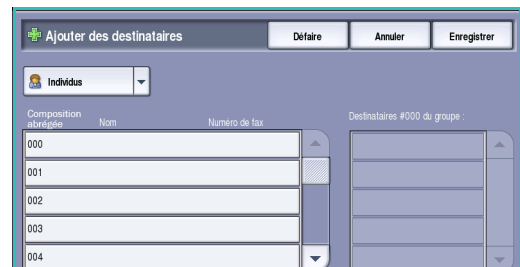 Ajouter des destinataires
Défaire
Annuler
Enregistrer
Individus
Composition
abrégée
Nom
Numéro de fax
Destinataires #000 du groupe :
000
001
002
003
004